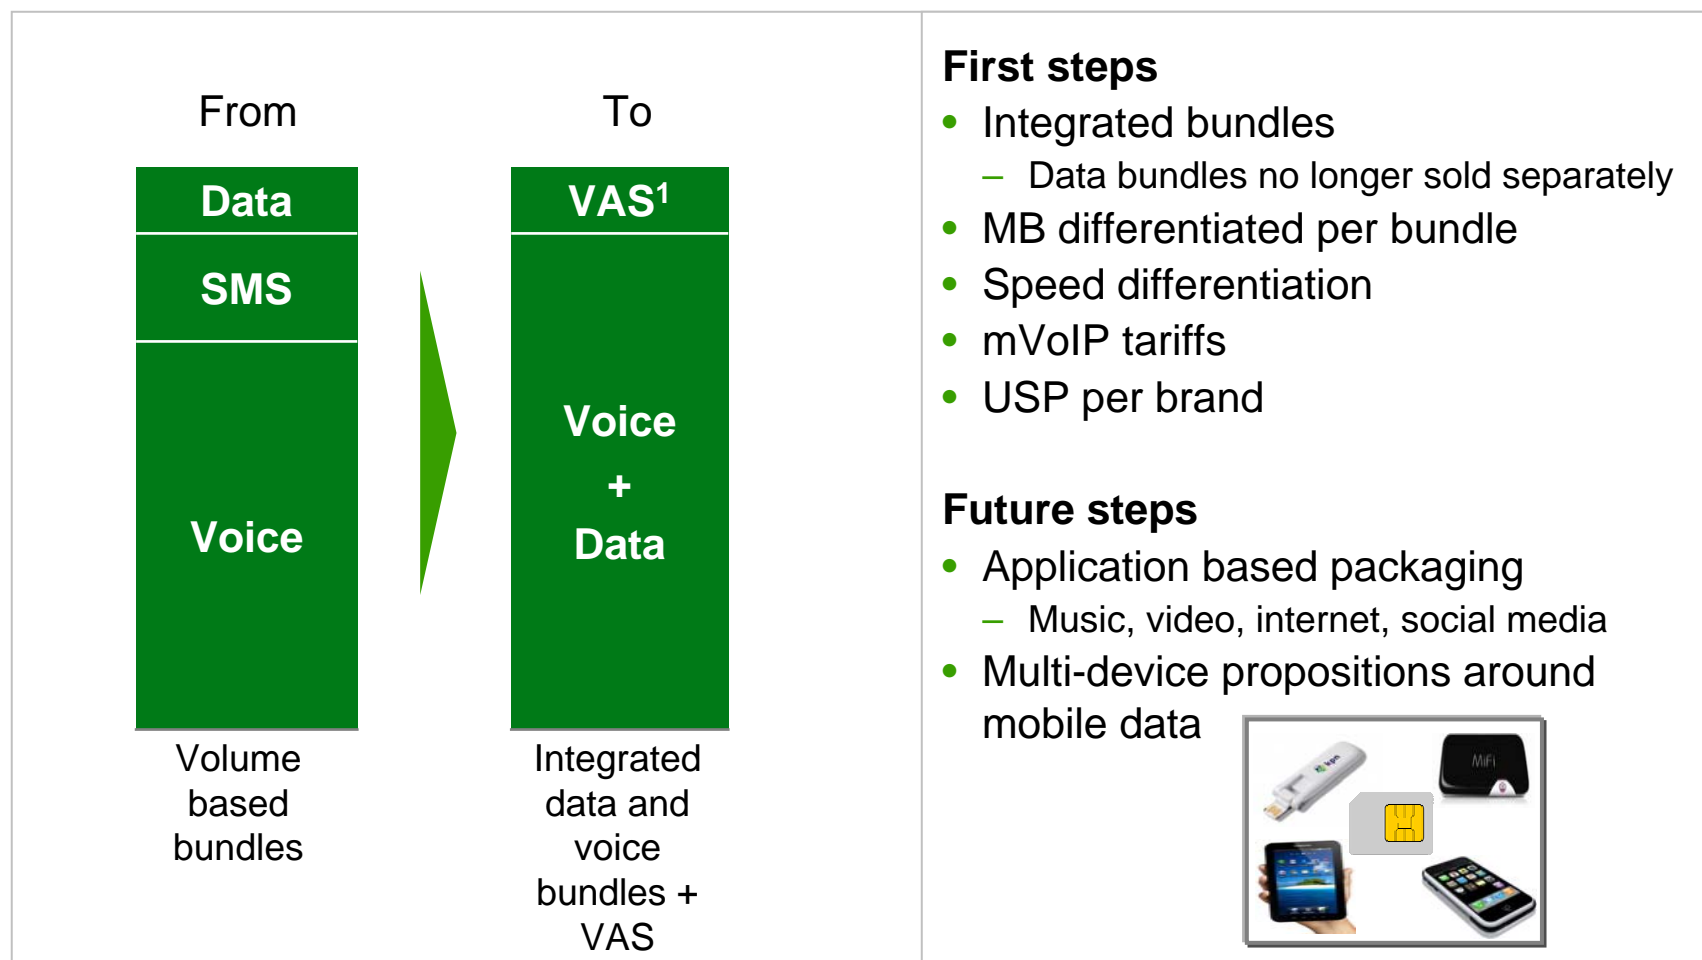 From
To
Data
SMS
Voice
VAS¹
Voice
+
Data
Volume
based
bundles
Integrated
data and
voice
bundles +
VAS
First steps
• Integrated bundles
– Data bundles no longer sold separately
• MB differentiated per bundle
• Speed differentiation
• mVoIP tariffs
• USP per brand
Future steps
• Application based packaging
– Music, video, internet, social media
• Multi-device propositions around
mobile data
kpn
MiFi